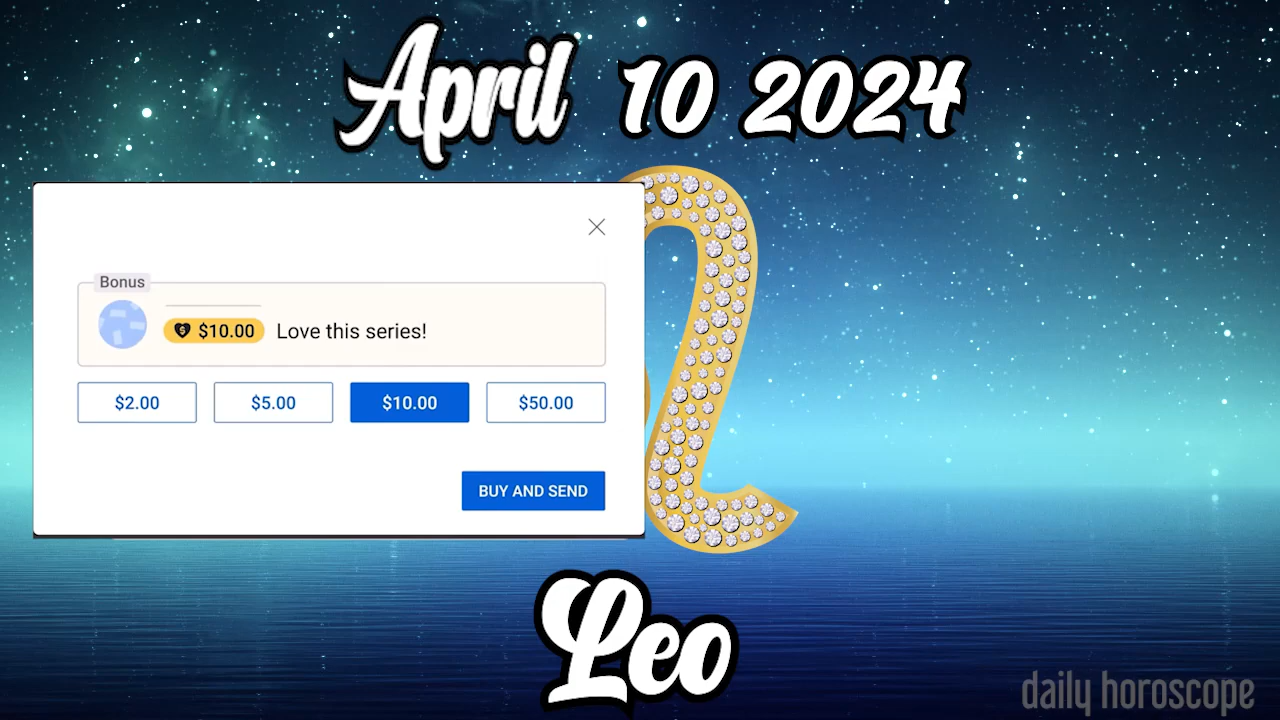 April 10 2024
Bonus
$10.00 Love this series!
$2.00 $5.00 $10.00 $50.00
BUY AND SEND
Leo
daily horoscope